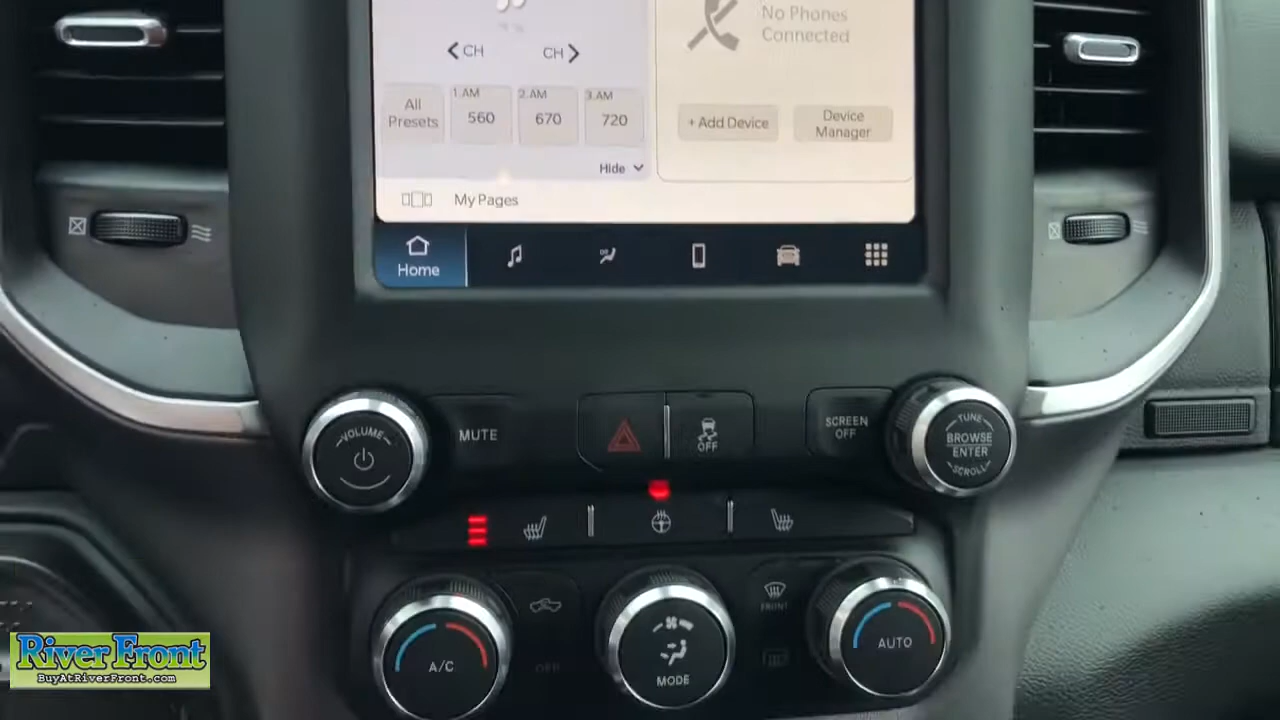 No Phones
Connected
CH
CH
All
Presets
1.AM
560
2.AM
670
3.AM
720
+ Add Device
Device
Manager
Hide
My Pages
Home
VOLUME
MUTE
OFF
SCREEN
OFF
TUNE
BROWSE
ENTER
SCROLL
FRONT
A/C
OFF
MODE
AUTO
River Front
BuyAtRiverFront.com